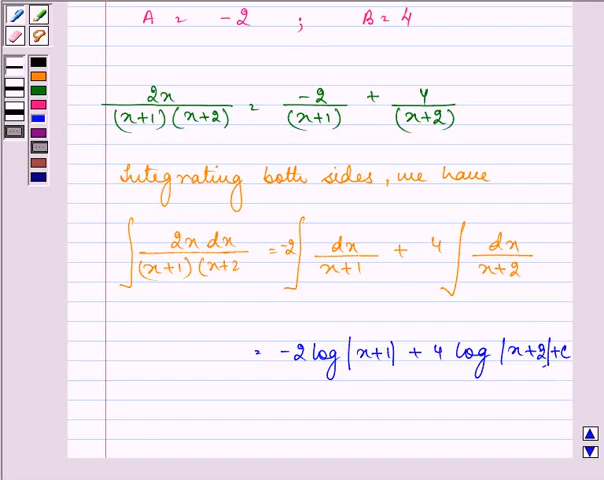 A = -2 ; B = 4
2x/(x+1)(x+2) = -2/(x+1) + 4/(x+2)
Integrating both sides, we have
∫ 2x dx/(x+1)(x+2 = -2 ∫ dx/x+1 + 4 ∫ dx/x+2
= -2 log |x+1| + 4 log |x+2|+c